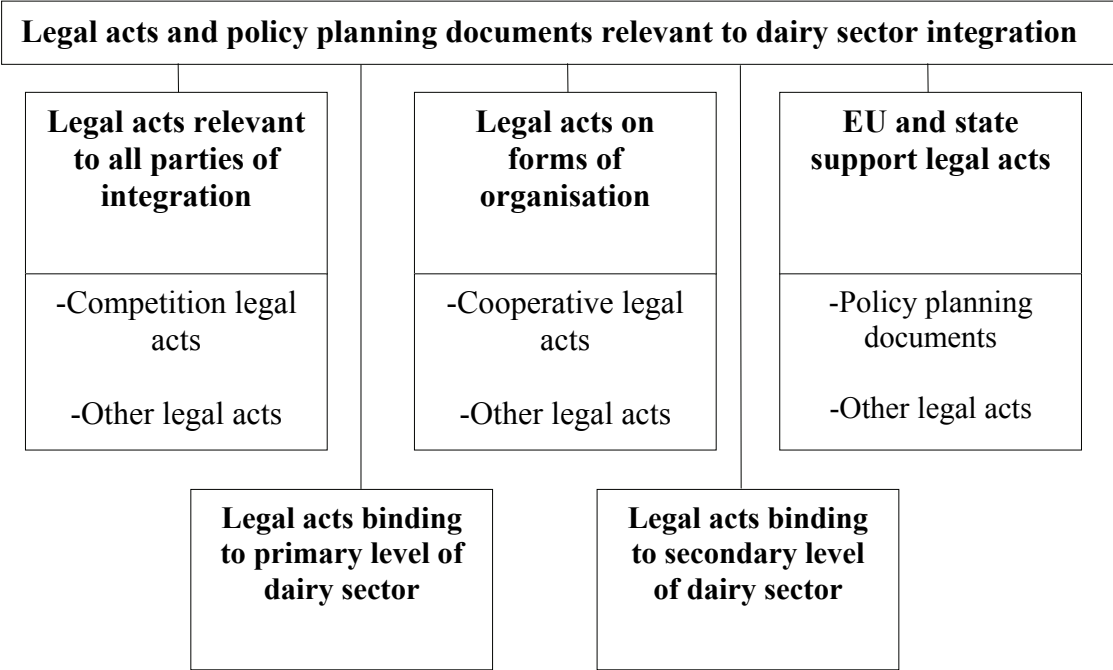 Legal acts and policy planning documents relevant to dairy sector integration
Legal acts relevant
to all parties of
integration
-Competition legal
acts
-Other legal acts
Legal acts on
forms of
organisation
-Cooperative legal
acts
-Other legal acts
EU and state
support legal acts
-Policy planning
documents
-Other legal acts
Legal acts binding
to primary level of
dairy sector
Legal acts binding
to secondary level
of dairy sector